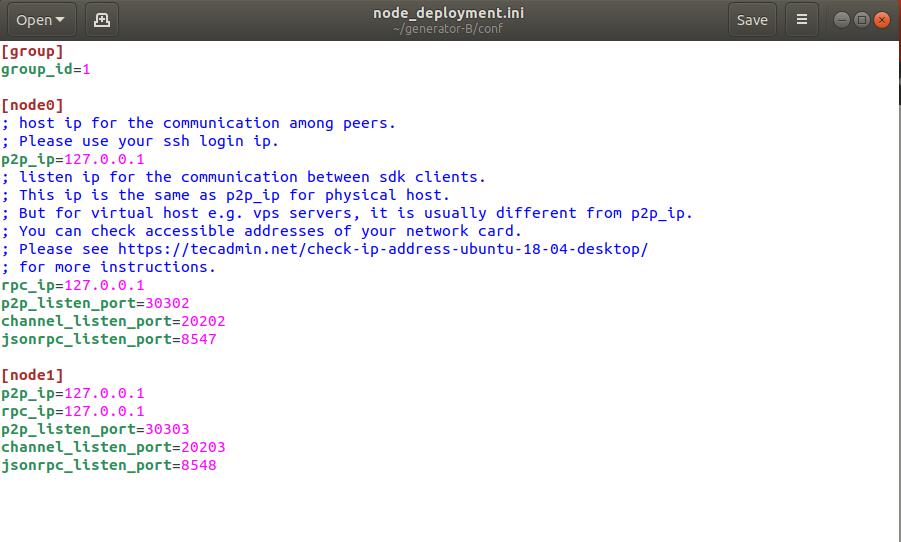 Open
node_deployment.ini
~/generator-B/conf
Save
[group]
group_id=1
[node0]
; host ip for the communication among peers.
; Please use your ssh login ip.
p2p_ip=127.0.0.1
; listen ip for the communication between sdk clients.
; This ip is the same as p2p_ip for physical host.
; But for virtual host e.g. vps servers, it is usually different from p2p_ip.
; You can check accessible addresses of your network card.
; Please see https://tecadmin.net/check-ip-address-ubuntu-18-04-desktop/
; for more instructions.
rpc_ip=127.0.0.1
p2p_listen_port=30302
channel_listen_port=20202
jsonrpc_listen_port=8547
[node1]
p2p_ip=127.0.0.1
rpc_ip=127.0.0.1
p2p_listen_port=30303
channel_listen_port=20203
jsonrpc_listen_port=8548